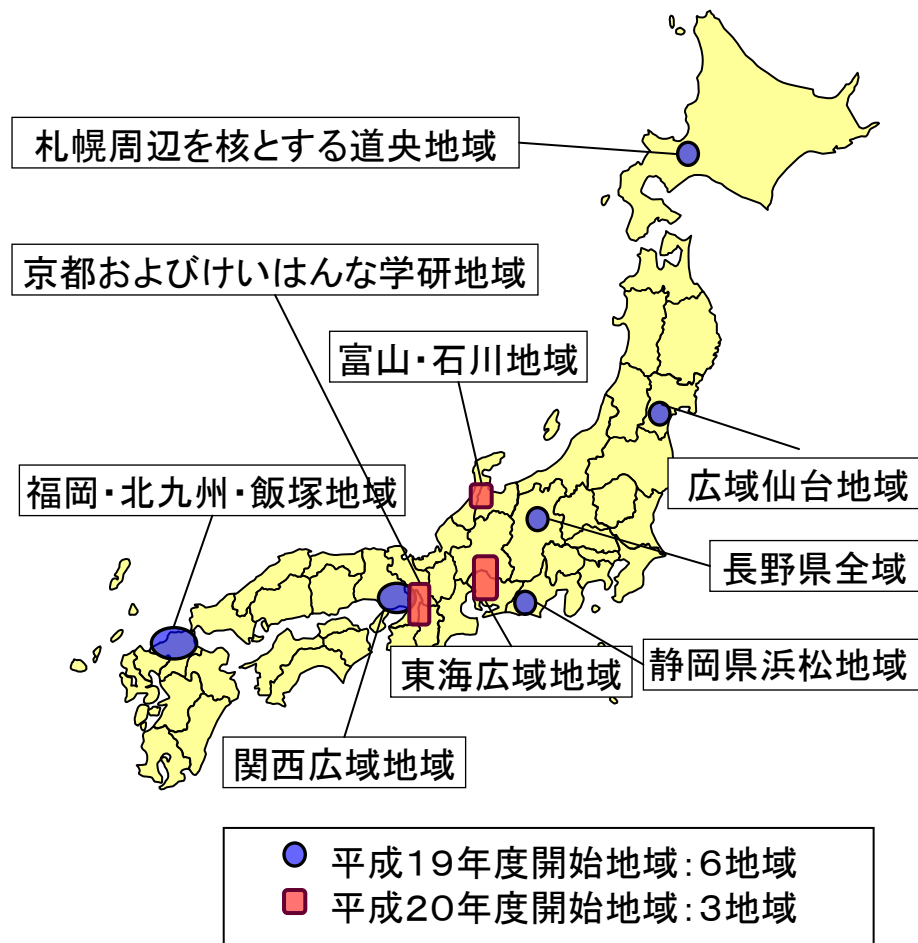 札幌周辺を核とする道央地域
京都およびけいはんな学研地域
富山・石川地域
福岡・北九州・飯塚地域
広域仙台地域
長野県全域
東海広域地域
静岡県浜松地域
関西広域地域
平成19年度開始地域:6地域
平成20年度開始地域:3地域